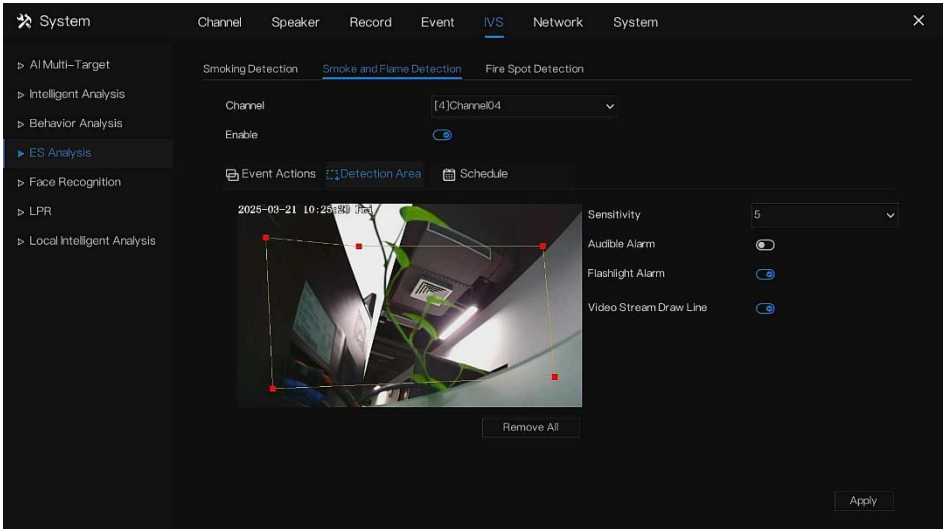 System
Channel Speaker Record Event IVS Network System
AI Multi-Target
Intelligent Analysis
Behavior Analysis
ES Analysis
Face Recognition
LPR
Local Intelligent Analysis
Smoking Detection Smoke and Flame Detection Fire Spot Detection
Channel [4]Channel04
Enable
Event Actions Detection Area Schedule
2025-03-21 10:25:20 Fri
Sensitivity 5
Audible Alarm
Flashlight Alarm
Video Stream Draw Line
Remove All
Apply